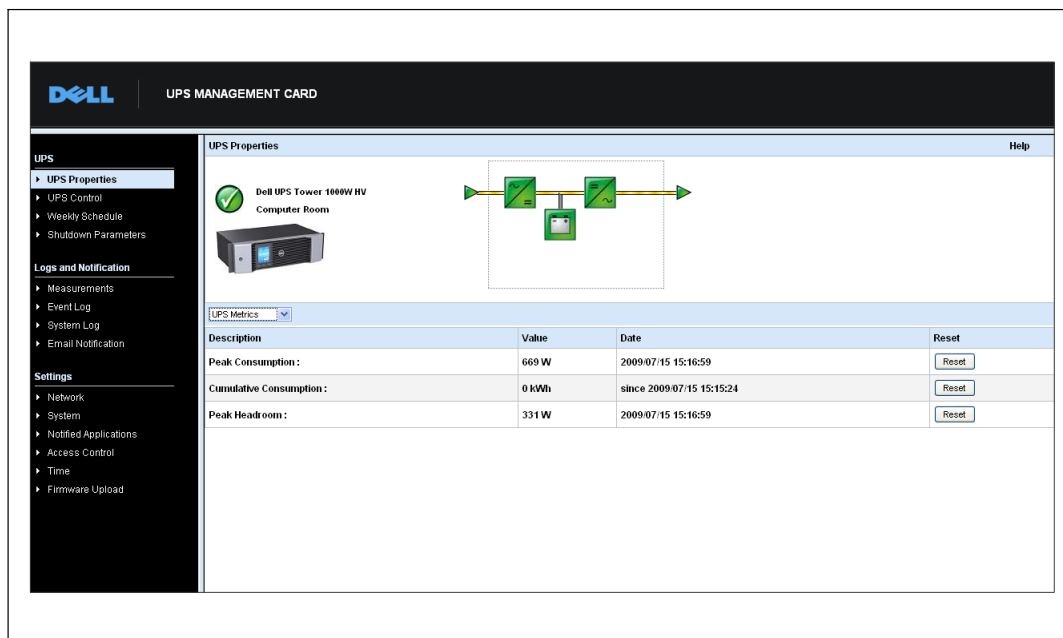 DELL
UPS MANAGEMENT CARD
UPS
UPS Properties
UPS Control
Weekly Schedule
Shutdown Parameters
Logs and Notification
Measurements
Event Log
System Log
Email Notification
Settings
Network
System
Notified Applications
Access Control
Time
Firmware Upload
UPS Properties Help
Dell UPS Tower 1000W HV
Computer Room
UPS Metrics
Description Value Date Reset
Peak Consumption : 669 W 2009/07/15 15:16:59 Reset
Cumulative Consumption : 0 kWh since 2009/07/15 15:15:24 Reset
Peak Headroom : 331 W 2009/07/15 15:16:59 Reset